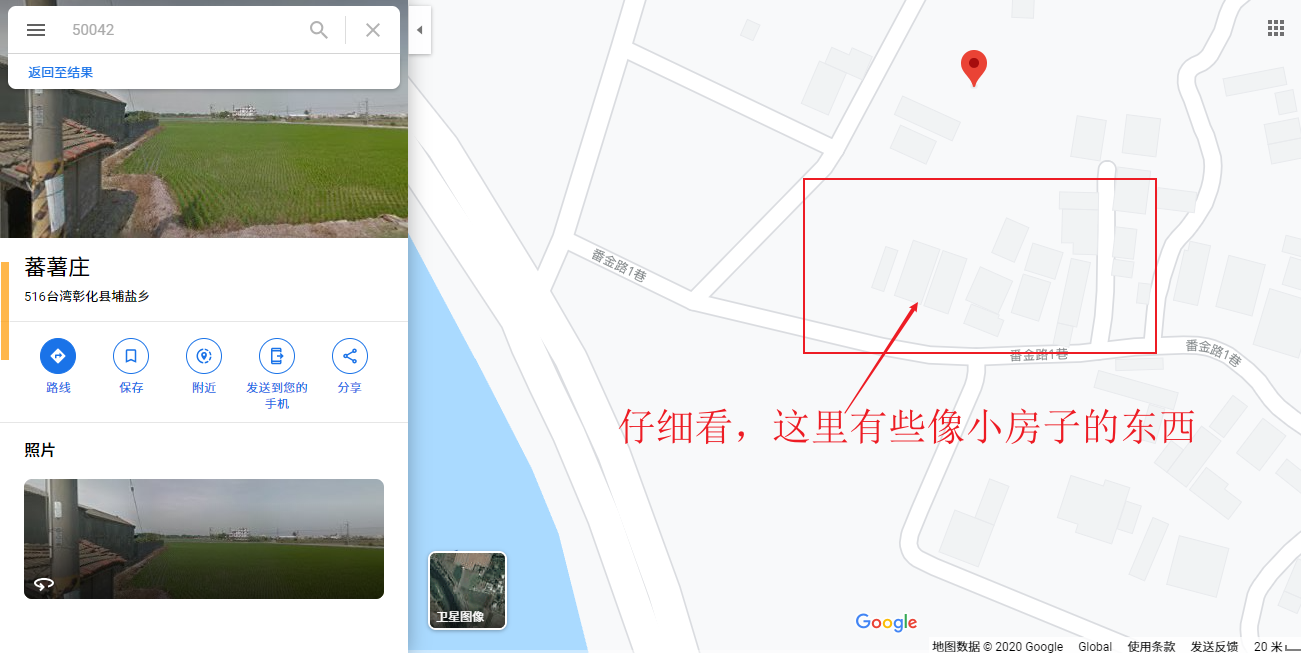 50042
返回至结果
蕃薯庄
516台湾彰化县埔盐乡
路线
保存
附近
发送到您的
手机
分享
照片
番金路1巷
番金路1巷
番金路1巷
仔细看，这里有些像小房子的东西
卫星图像
Google
地图数据 © 2020 Google Global 使用条款 发送反馈 20 米